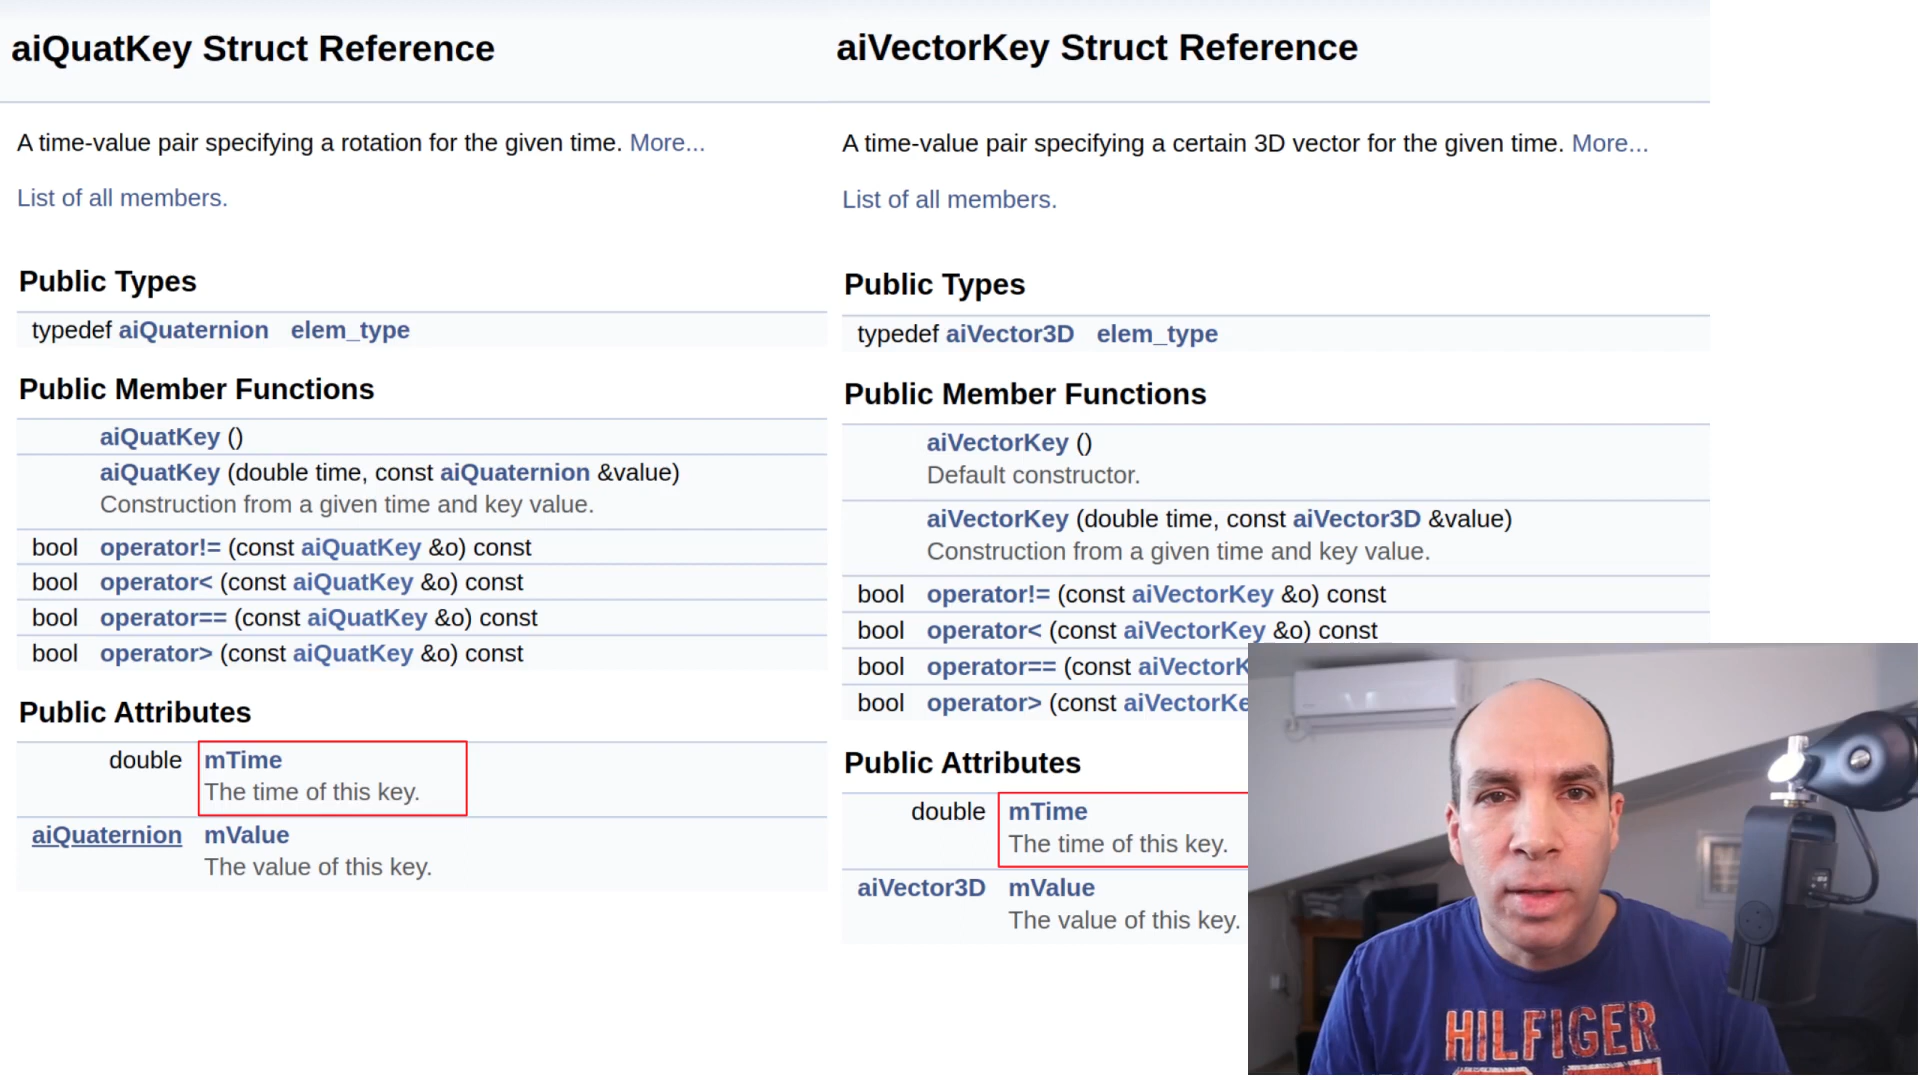 aiQuatKey Struct Reference
A time-value pair specifying a rotation for the given time. More...
List of all members.
Public Types
typedef aiQuaternion elem_type
Public Member Functions
aiQuatKey ()
aiQuatKey (double time, const aiQuaternion &value)
Construction from a given time and key value.
bool operator!= (const aiQuatKey &o) const
bool operator< (const aiQuatKey &o) const
bool operator== (const aiQuatKey &o) const
bool operator> (const aiQuatKey &o) const
Public Attributes
double mTime
The time of this key.
aiQuaternion mValue
The value of this key.
aiVectorKey Struct Reference
A time-value pair specifying a certain 3D vector for the given time. More...
List of all members.
Public Types
typedef aiVector3D elem_type
Public Member Functions
aiVectorKey ()
Default constructor.
aiVectorKey (double time, const aiVector3D &value)
Construction from a given time and key value.
bool operator!= (const aiVectorKey &o) const
bool operator< (const aiVectorKey &o) const
bool operator== (const aiVectorK
bool operator> (const aiVectorKe
Public Attributes
double mTime
The time of this key.
aiVector3D mValue
The value of this key.
HILFIGER